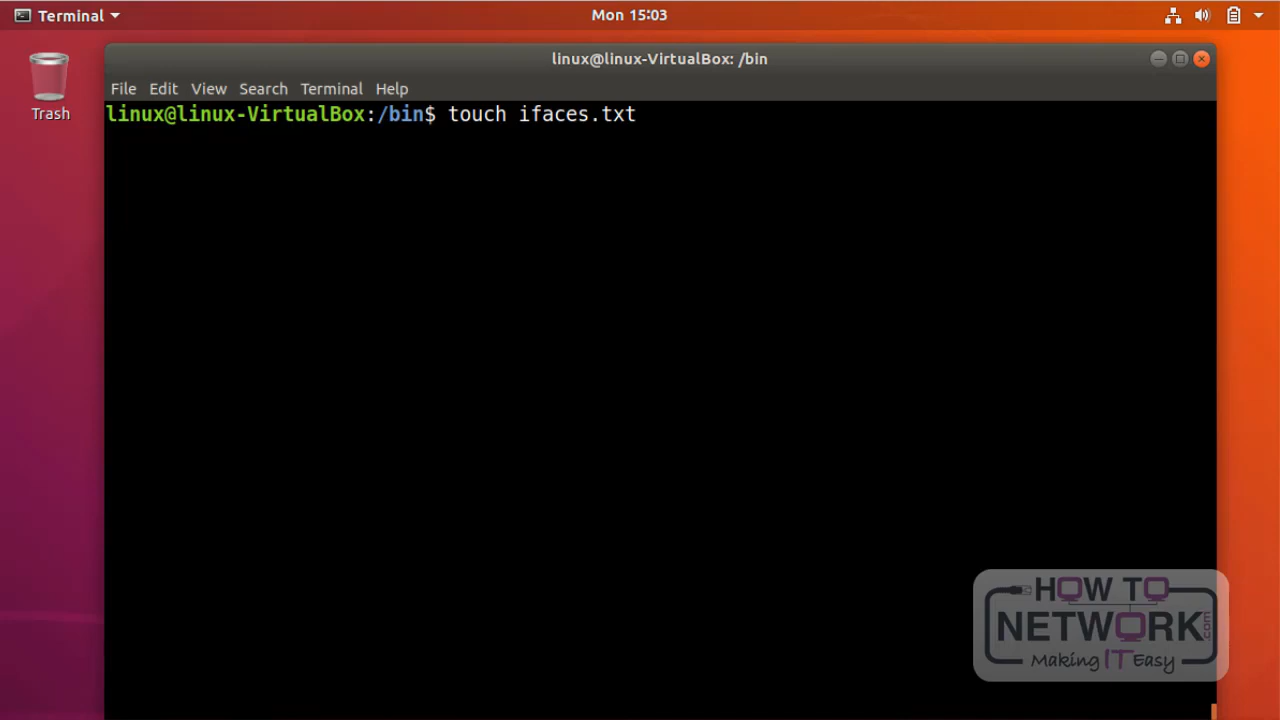 Terminal
Mon 15:03
Trash
linux@linux-VirtualBox: /bin
File Edit View Search Terminal Help
linux@linux-VirtualBox:/bin$ touch ifaces.txt
HOW TO
NETWORK.com
Making IT Easy